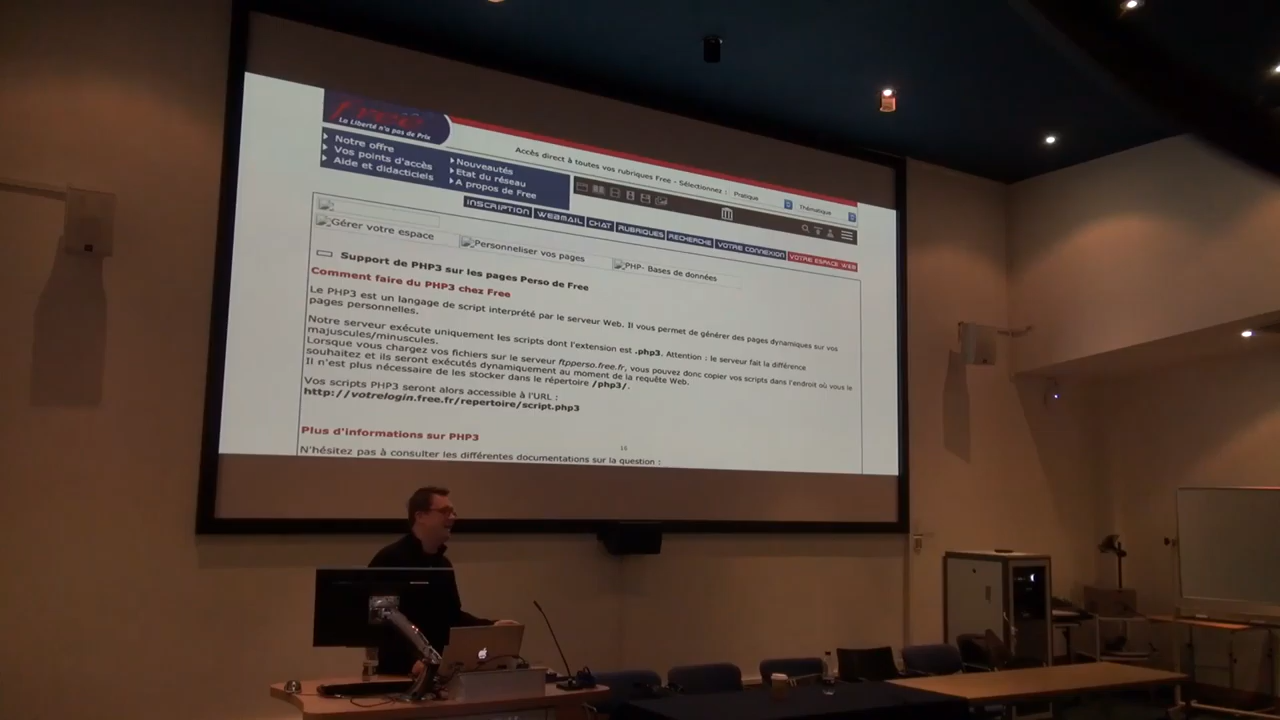 free
La Liberté n'a pas de Prix
Accès direct à toutes vos rubriques Free - Sélectionnez :
Pratique
Thématique
Notre offre
Vos points d'accès
Aide et didacticiels
Nouveautés
Etat du réseau
A propos de Free
INSCRIPTION
WEBMAIL
CHAT
RUBRIQUES
RECHERCHE
VOTRE CONNEXION
VOTRE ESPACE WEB
Gérer votre espace
Personneliser vos pages
PHP- Bases de données
Support de PHP3 sur les pages Perso de Free
Comment faire du PHP3 chez Free
Le PHP3 est un langage de script interprété par le serveur Web. Il vous permet de générer des pages dynamiques sur vos
pages personnelles.
Notre serveur exécute uniquement les scripts dont l'extension est .php3. Attention : le serveur fait la différence
majuscules/minuscules.
Lorsque vous chargez vos fichiers sur le serveur ftpperso.free.fr, vous pouvez donc copier vos scripts dans l'endroit où vous le
souhaitez et ils seront exécutés dynamiquement au moment de la requête Web.
Il n'est plus nécessaire de les stocker dans le répertoire /php3/.
Vos scripts PHP3 seront alors accessible à l'URL :
http://votrelogin.free.fr/repertoire/script.php3
Plus d'informations sur PHP3
16
N'hésitez pas à consulter les différentes documentations sur la question :